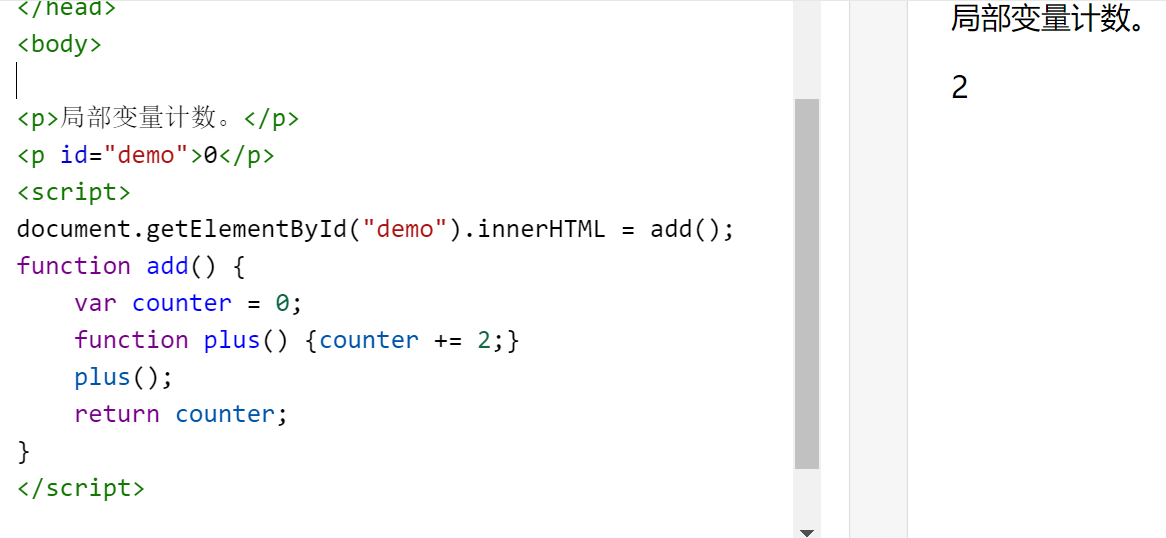 </head>
<body>
<p>局部变量计数。</p>
<p id="demo">0</p>
<script>
document.getElementById("demo").innerHTML = add();
function add() {
    var counter = 0;
    function plus() {counter += 2;}
    plus();
    return counter;
}
</script>
局部变量计数。
2